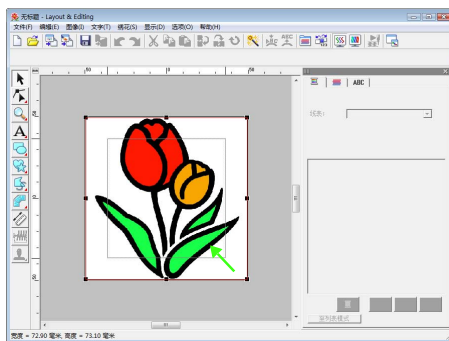 无标题 - Layout & Editing
文件(F) 编辑(E) 图像(I) 文字(T) 绣花(S) 显示(D) 选项(O) 帮助(H)
ABC
线表:
宽度 = 72.90 毫米, 高度 = 73.10 毫米